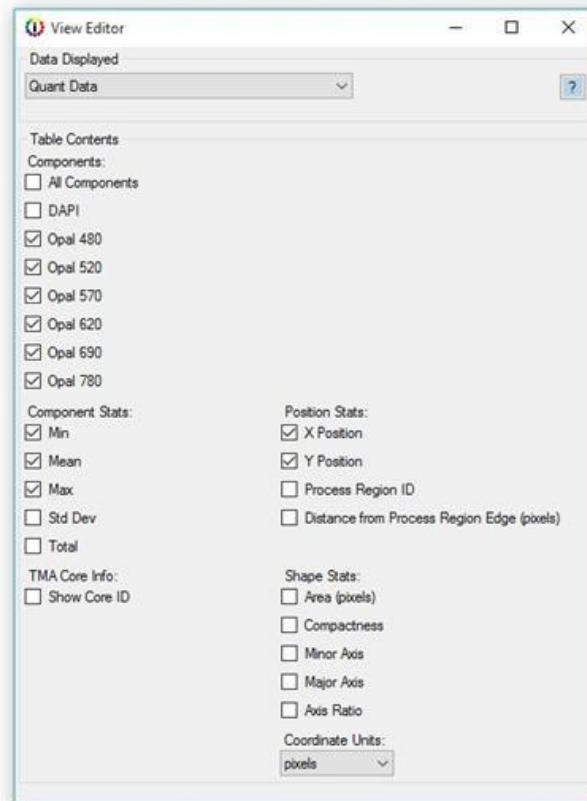 View Editor
Data Displayed
Quant Data
?
Table Contents
Components:
All Components
DAPI
Opal 480
Opal 520
Opal 570
Opal 620
Opal 690
Opal 780
Component Stats:
Min
Mean
Max
Std Dev
Total
Position Stats:
X Position
Y Position
Process Region ID
Distance from Process Region Edge (pixels)
TMA Core Info:
Show Core ID
Shape Stats:
Area (pixels)
Compactness
Minor Axis
Major Axis
Axis Ratio
Coordinate Units:
pixels